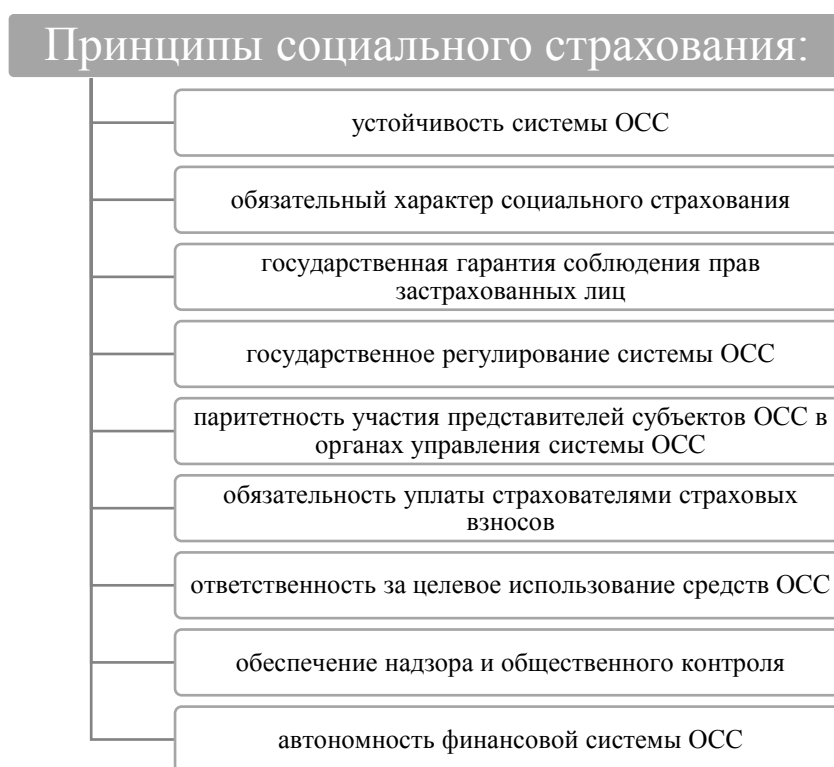 Принципы социального страхования:
устойчивость системы ОСС
обязательный характер социального страхования
государственная гарантия соблюдения прав
застрахованных лиц
государственное регулирование системы ОСС
паритетность участия представителей субъектов ОСС в
органах управления системы ОСС
обязательность уплаты страхователями страховых
взносов
ответственность за целевое использование средств ОСС
обеспечение надзора и общественного контроля
автономность финансовой системы ОСС